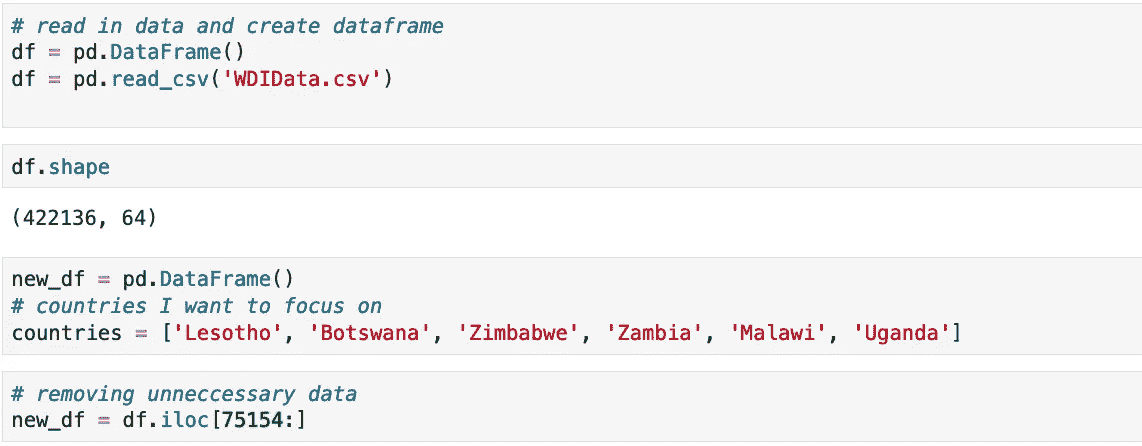 # read in data and create dataframe
df = pd.DataFrame()
df = pd.read_csv('WDIData.csv')
df.shape
(422136, 64)
new_df = pd.DataFrame()
# countries I want to focus on
countries = ['Lesotho', 'Botswana', 'Zimbabwe', 'Zambia', 'Malawi', 'Uganda']
# removing unneccessary data
new_df = df.iloc[75154:]